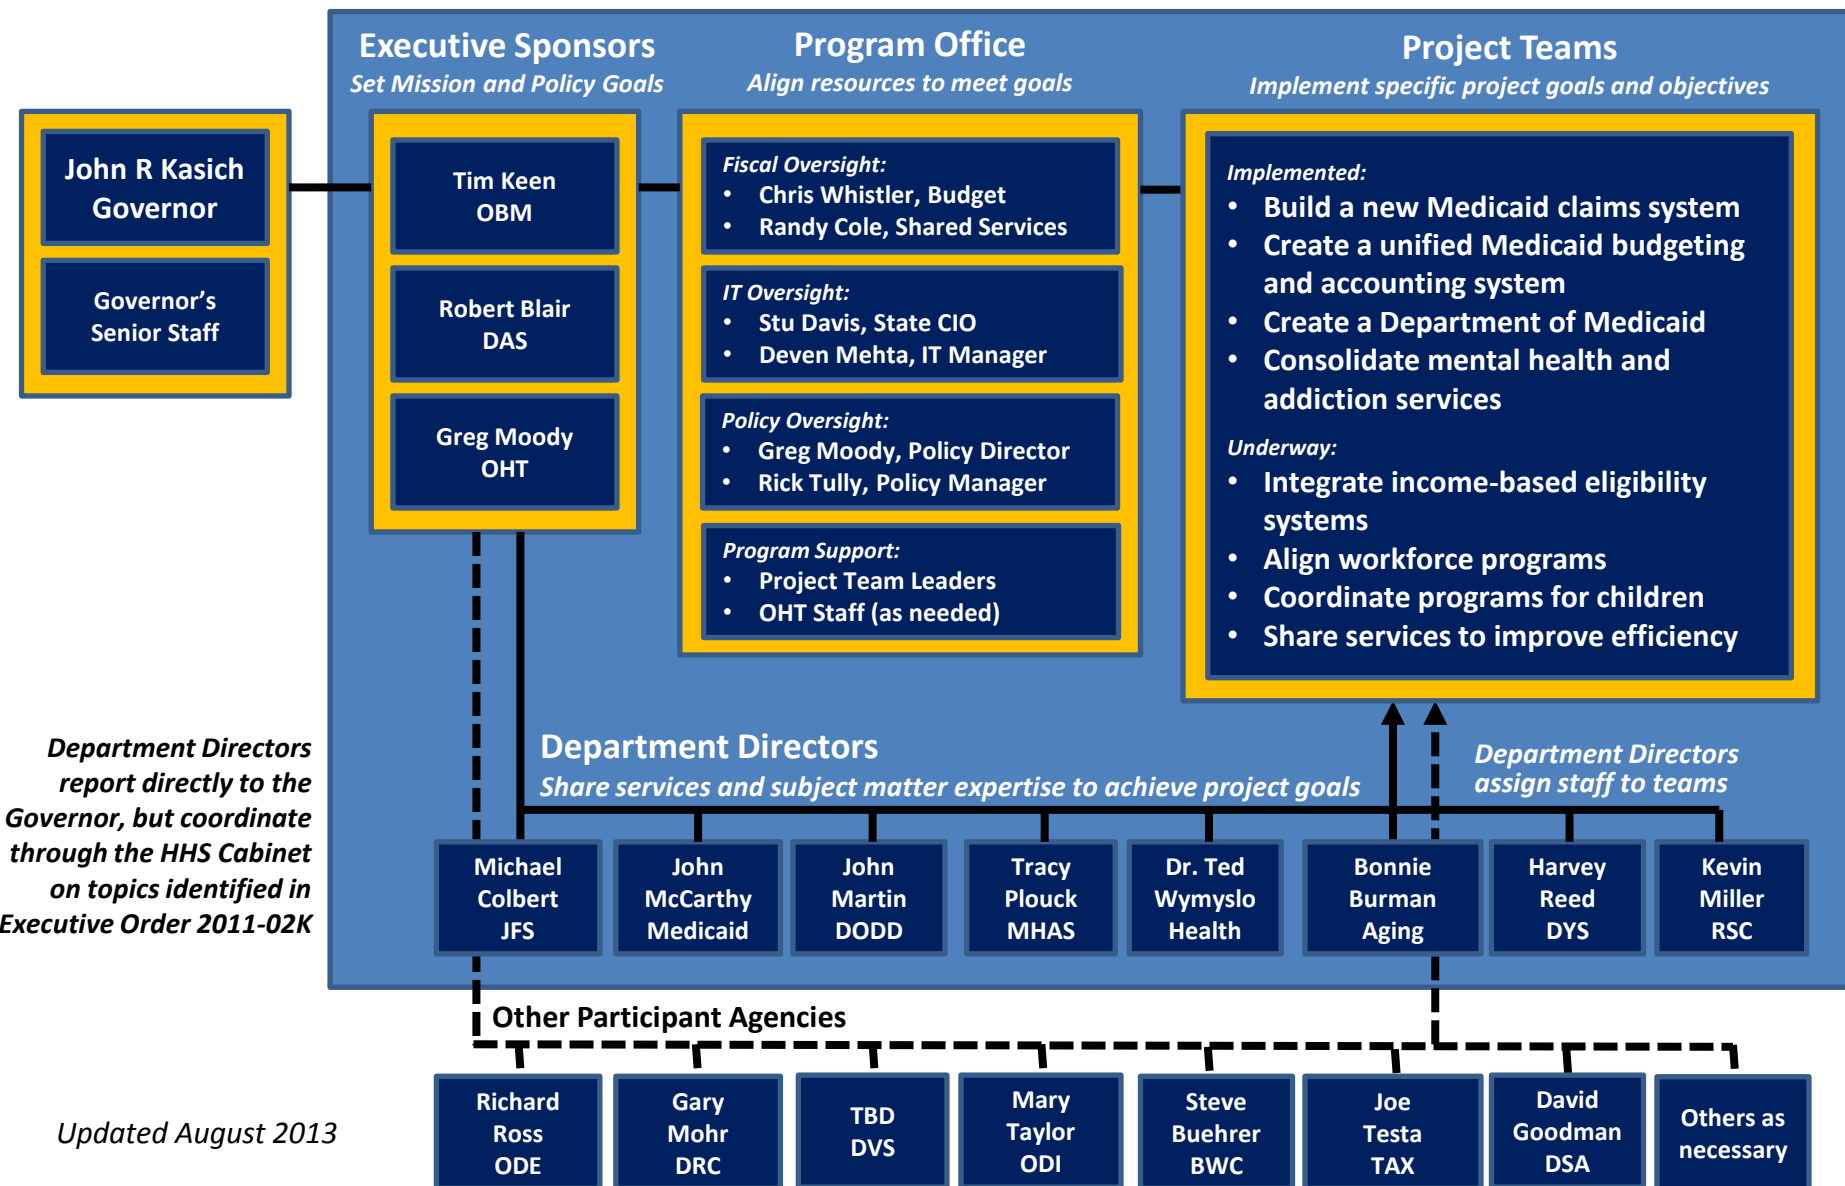 Executive Sponsors
Set Mission and Policy Goals
Program Office
Align resources to meet goals
Project Teams
Implement specific project goals and objectives
John R Kasich
Governor
Governor's
Senior Staff
Tim Keen
OBM
Robert Blair
DAS
Greg Moody
OHT
Fiscal Oversight:
• Chris Whistler, Budget
• Randy Cole, Shared Services
IT Oversight:
• Stu Davis, State CIO
• Deven Mehta, IT Manager
Policy Oversight:
• Greg Moody, Policy Director
• Rick Tully, Policy Manager
Program Support:
• Project Team Leaders
• OHT Staff (as needed)
Implemented:
• Build a new Medicaid claims system
• Create a unified Medicaid budgeting
and accounting system
• Create a Department of Medicaid
• Consolidate mental health and
addiction services
Underway:
• Integrate income-based eligibility
systems
• Align workforce programs
• Coordinate programs for children
• Share services to improve efficiency
Department Directors
report directly to the
Governor, but coordinate
through the HHS Cabinet
on topics identified in
Executive Order 2011-02K
Department Directors
Share services and subject matter expertise to achieve project goals
Department Directors
assign staff to teams
Michael
Colbert
JFS
John
McCarthy
Medicaid
John
Martin
DODD
Tracy
Plouck
MHAS
Dr. Ted
Wymyslo
Health
Bonnie
Burman
Aging
Harvey
Reed
DYS
Kevin
Miller
RSC
Other Participant Agencies
Richard
Ross
ODE
Gary
Mohr
DRC
TBD
DVS
Mary
Taylor
ODI
Steve
Buehrer
BWC
Joe
Testa
TAX
David
Goodman
DSA
Others as
necessary
Updated August 2013